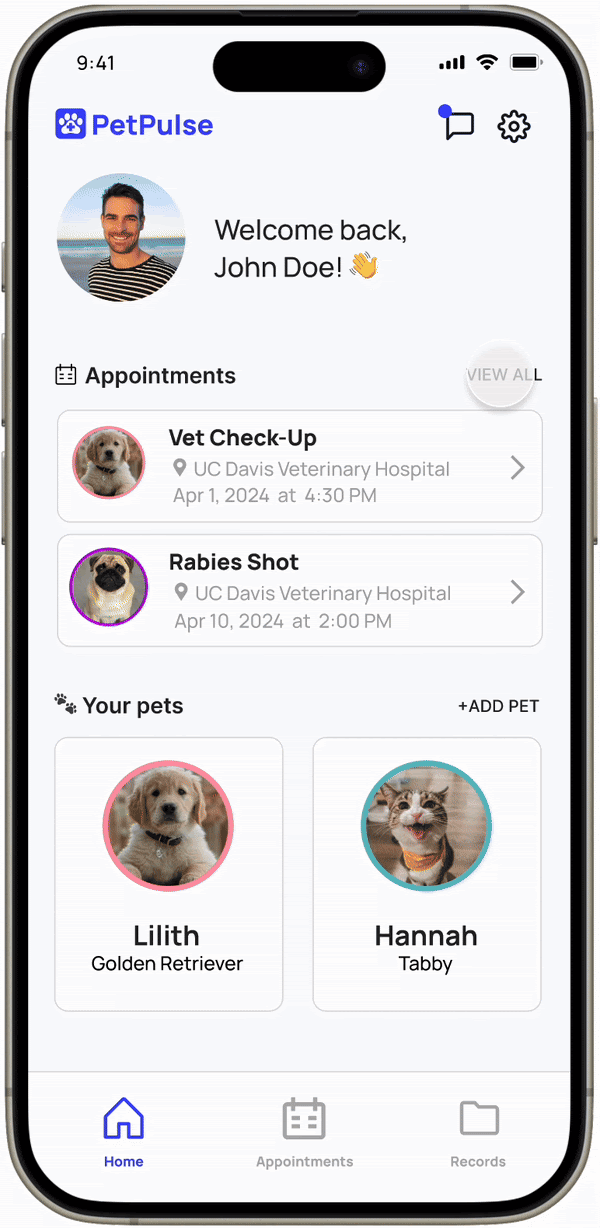 9:41
PetPulse
Welcome back,
John Doe! 👋
Appointments
VIEW ALL
Vet Check-Up
UC Davis Veterinary Hospital
Apr 1, 2024 at 4:30 PM
Rabies Shot
UC Davis Veterinary Hospital
Apr 10, 2024 at 2:00 PM
Your pets
+ADD PET
Lilith
Golden Retriever
Hannah
Tabby
Home
Appointments
Records